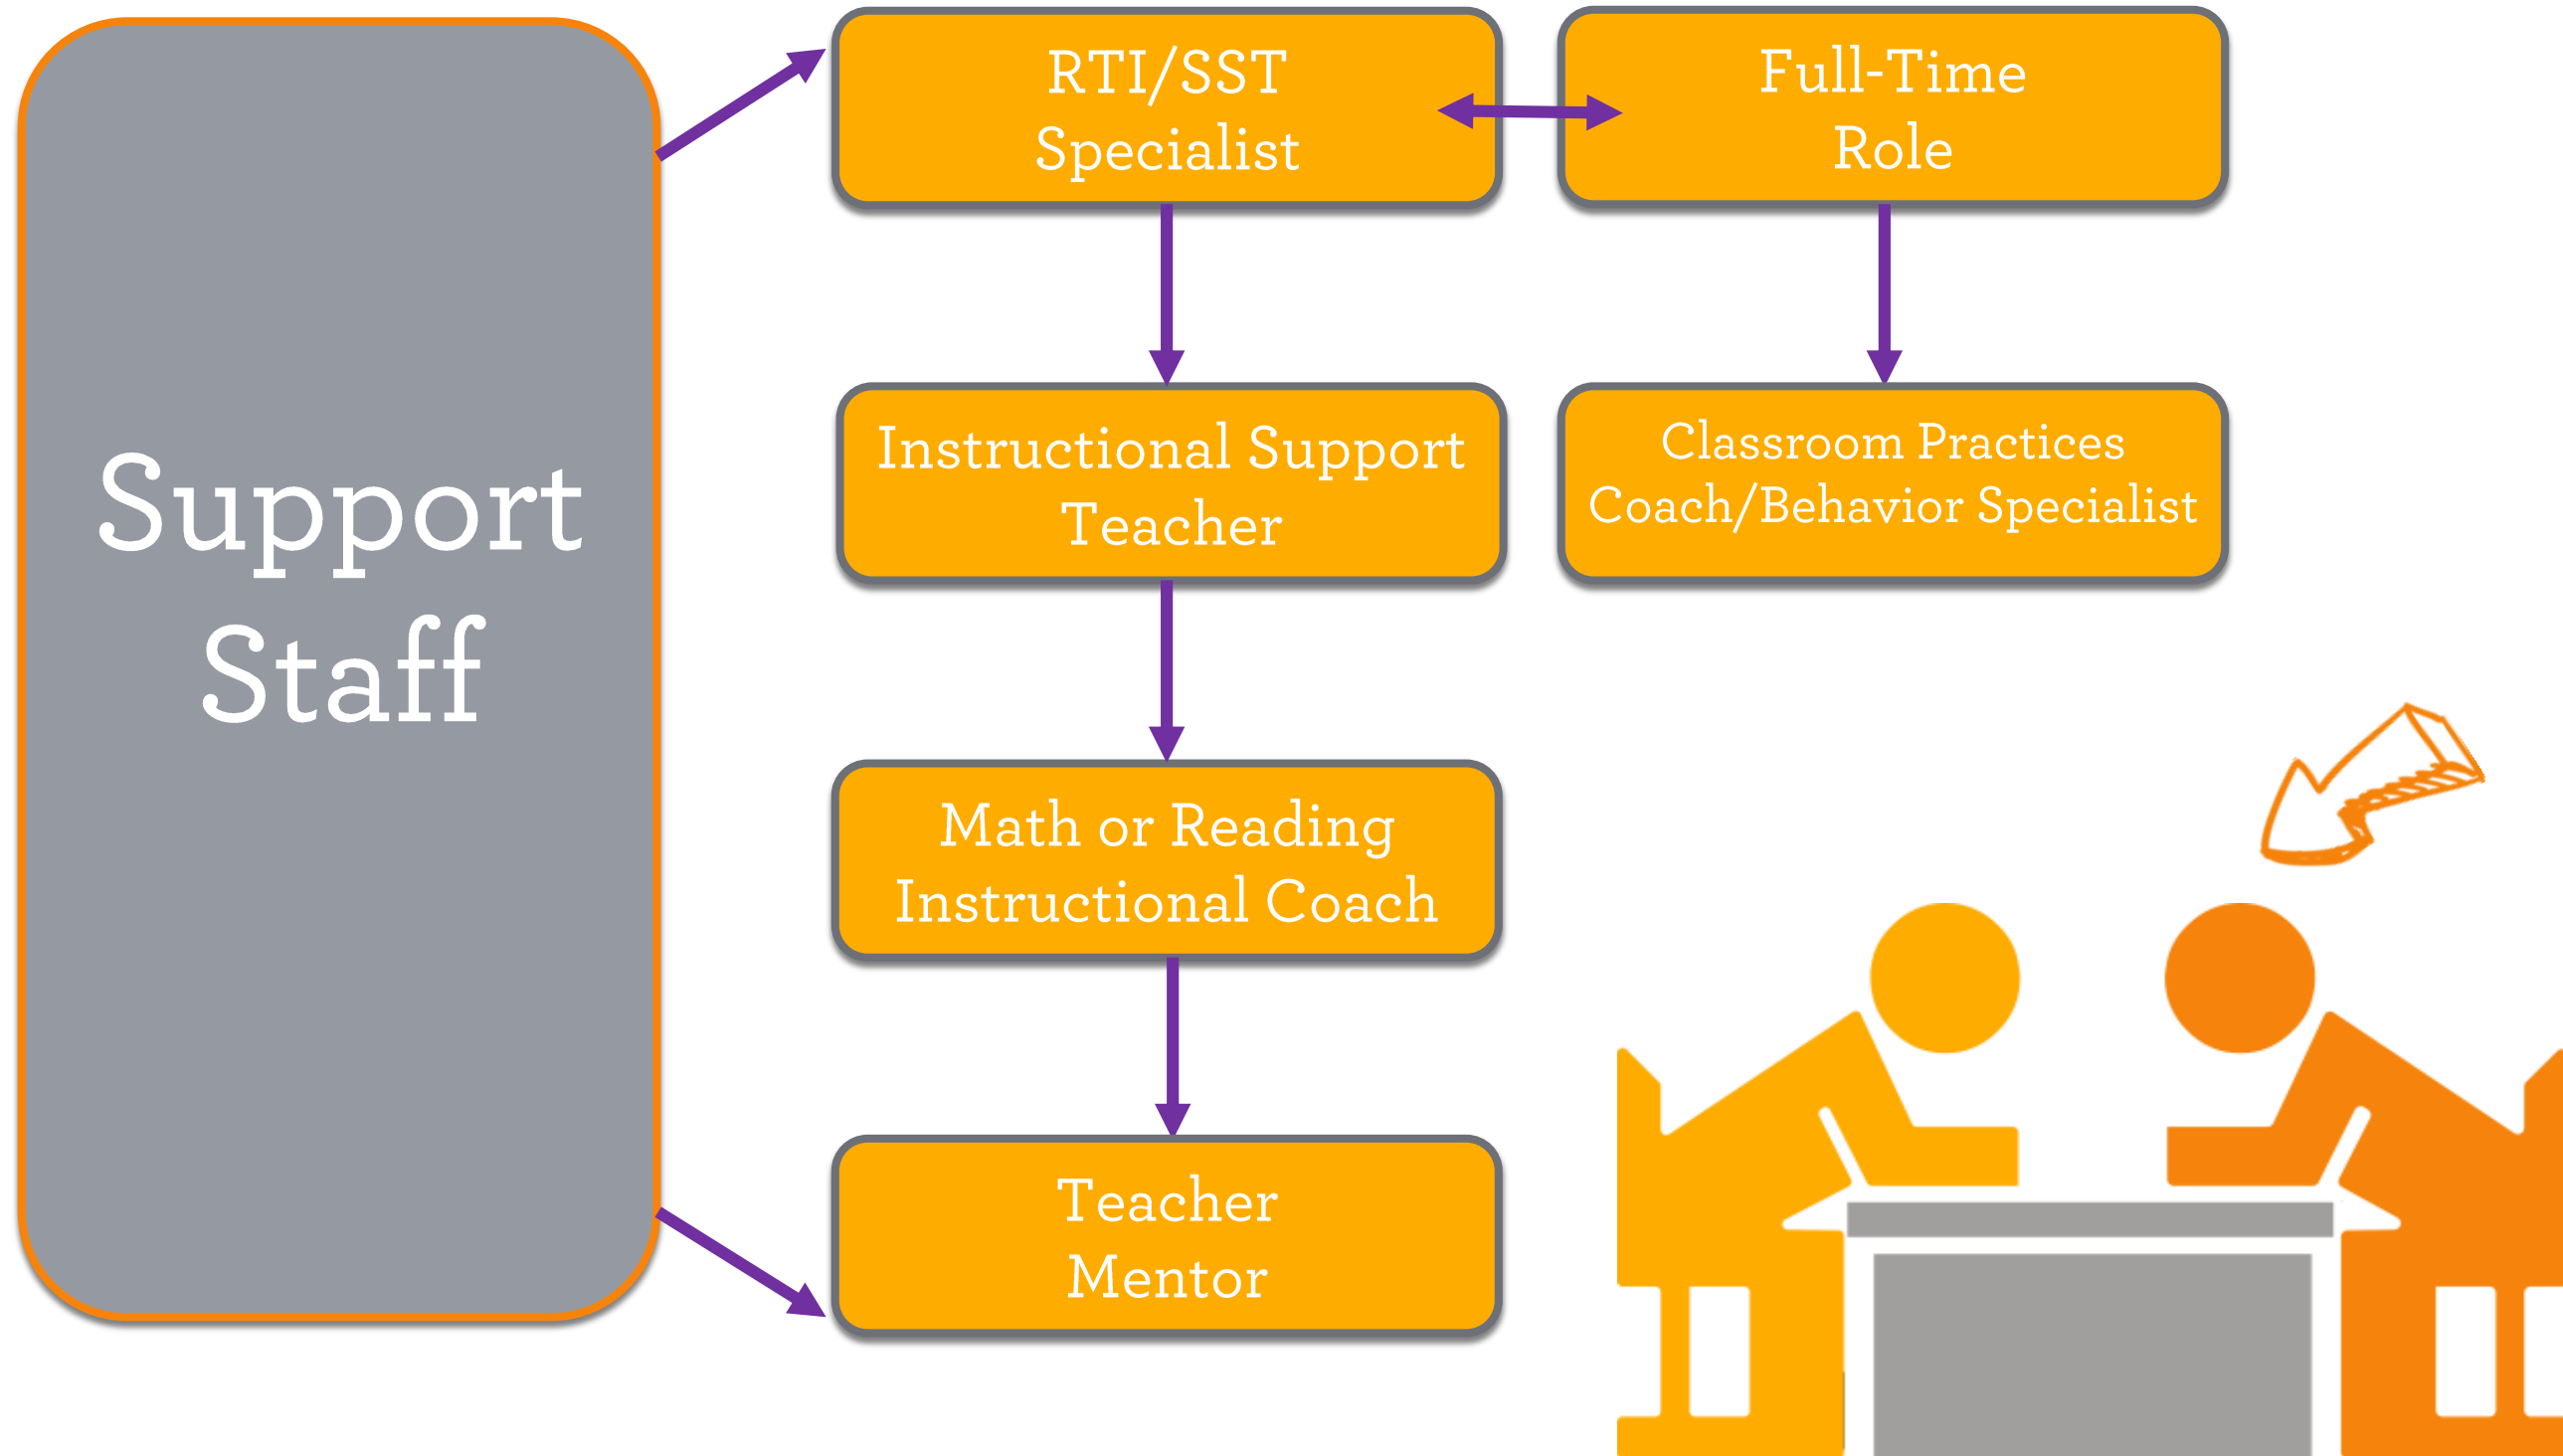 Support
Staff
RTI/SST
Specialist
Full-Time
Role
Instructional Support
Teacher
Classroom Practices
Coach/Behavior Specialist
Math or Reading
Instructional Coach
Teacher
Mentor